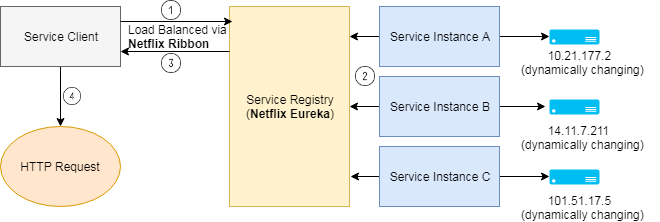 1
Load Balanced via
Netflix Ribbon
3
Service Client
4
HTTP Request
Service Registry
(Netflix Eureka)
2
Service Instance A
10.21.177.2
(dynamically changing)
Service Instance B
14.11.7.211
(dynamically changing)
Service Instance C
101.51.17.5
(dynamically changing)